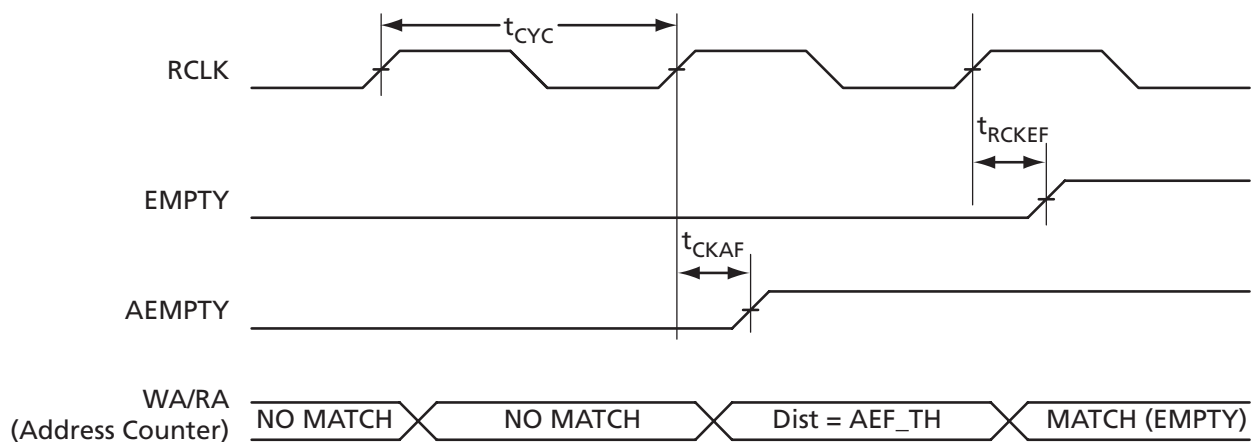 tCYC
RCLK
tRCKEF
EMPTY
tCKAF
AEMPTY
WA/RA
(Address Counter)
NO MATCH
NO MATCH
Dist = AEF_TH
MATCH (EMPTY)